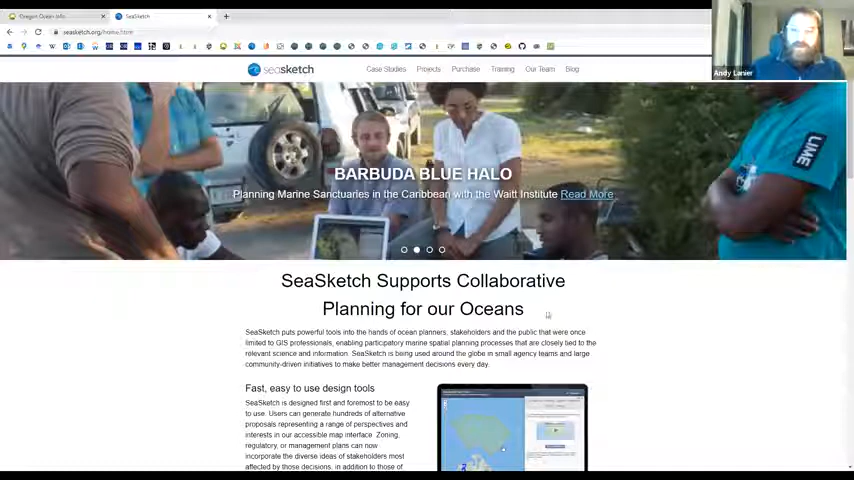 Oregon Ocean Info
SeaSketch
seasketch.org/home.html
Andy Lanier
seasketch
Case Studies Projects Purchase Training Our Team Blog
LIME
BARBUDA BLUE HALO
Planning Marine Sanctuaries in the Caribbean with the Waitt Institute Read More
SeaSketch Supports Collaborative
Planning for our Oceans
SeaSketch puts powerful tools into the hands of ocean planners, stakeholders and the public that were once
limited to GIS professionals, enabling participatory marine spatial planning processes that are closely tied to the
relevant science and information. SeaSketch is being used around the globe in small agency teams and large
community-driven initiatives to make better management decisions every day.
Fast, easy to use design tools
SeaSketch is designed first and foremost to be easy
to use. Users can generate hundreds of alternative
proposals representing a range of perspectives and
interests in our accessible map interface. Zoning,
regulatory, or management plans can now
incorporate the diverse ideas of stakeholders most
affected by those decisions, in addition to those of